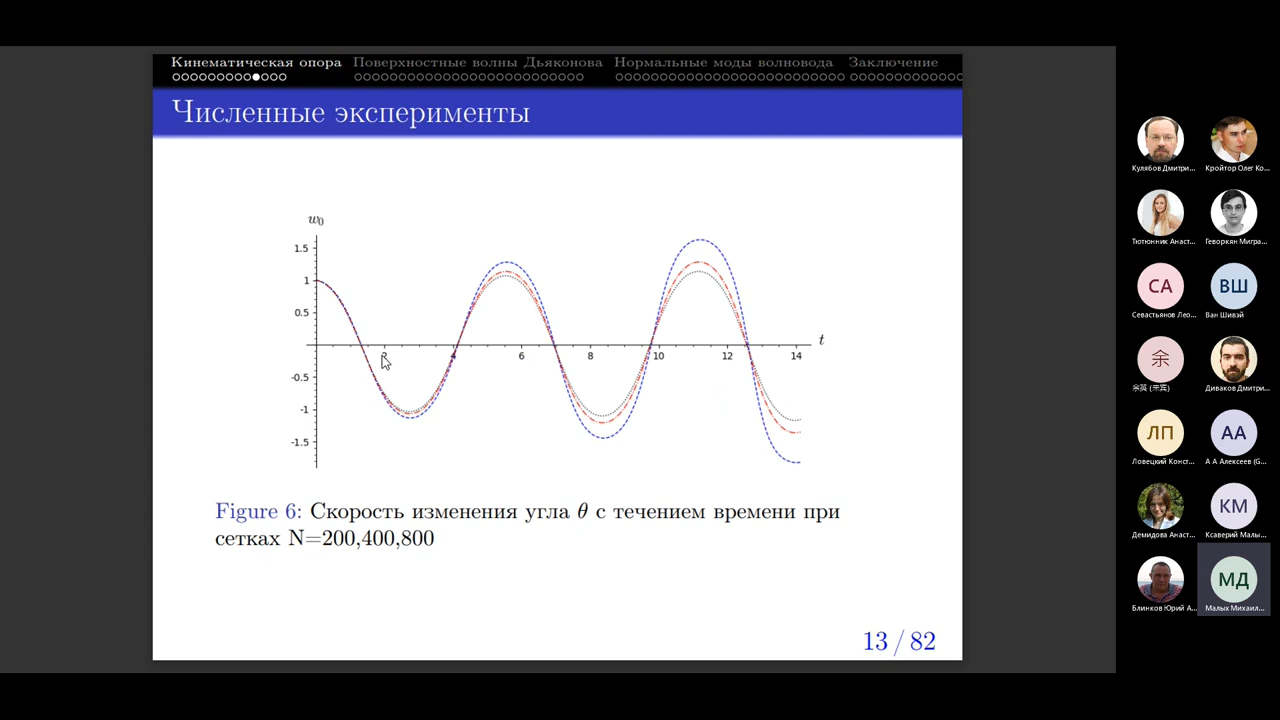 Кинематическая опора Поверхностные волны Дьяконова Нормальные моды волновода Заключение
Численные эксперименты
w0
1.5
1
0.5
-0.5
-1
-1.5
2 4 6 8 10 12 14
t
Figure 6: Скорость изменения угла θ с течением времени при
сетках N=200,400,800
13 / 82
Кулябов Дмитри...
Кройтор Олег Ко...
Тютюнник Анаст...
Геворкян Мигра...
СА
ВШ
Севастьянов Лео...
Ван Шивэй
余
Диваков Дмитри...
ЛП
АА
Ловецкий Конст...
А А Алексеев (G...
КМ
Демидова Анаст...
Ксаверий Малы...
МД
Блинков Юрий А...
Малых Михаил...